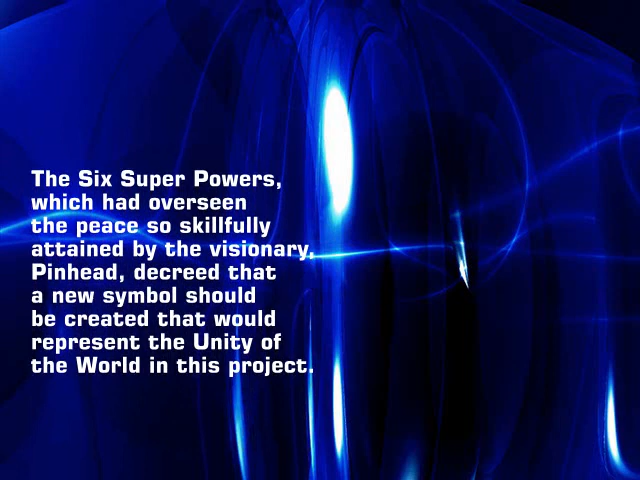 The Six Super Powers,
which had overseen
the peace so skillfully
attained by the visionary,
Pinhead, decreed that
a new symbol should
be created that would
represent the Unity of
the World in this project.